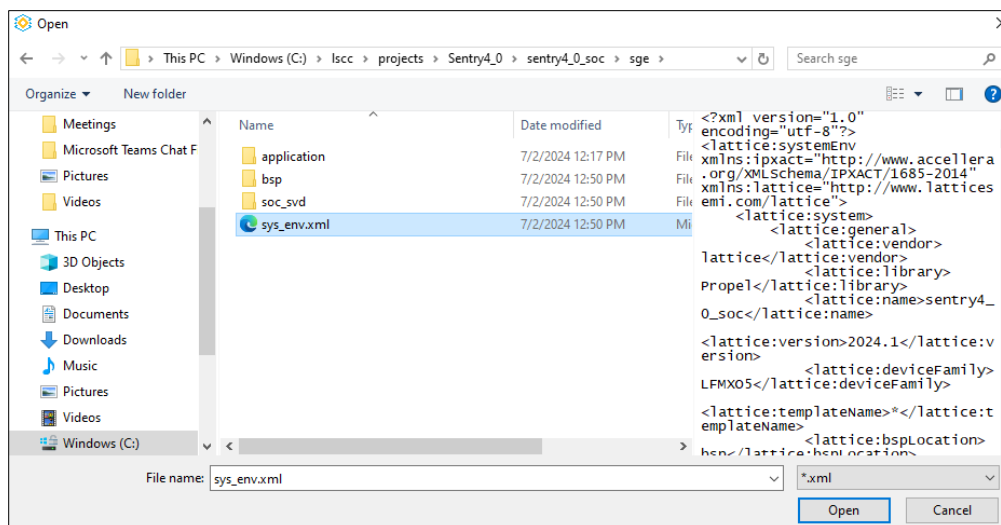 Open
This PC > Windows (C:) > lscc > projects > Sentry4_0 > sentry4_0_soc > sge >
Search sge
Organize
New folder
Meetings
Microsoft Teams Chat F
Pictures
Videos
This PC
3D Objects
Desktop
Documents
Downloads
Music
Pictures
Videos
Windows (C:)
Name Date modified Typ
application 7/2/2024 12:17 PM File
bsp 7/2/2024 12:50 PM File
soc_svd 7/2/2024 12:50 PM File
sys_env.xml 7/2/2024 12:50 PM Mi
<?xml version="1.0"
encoding="utf-8"?>
<lattice:systemEnv
xmlns:ipxact="http://www.accellera
.org/XMLSchema/IPXACT/1685-2014"
xmlns:lattice="http://www.lattices
emi.com/lattice">
<lattice:system>
<lattice:general>
<lattice:vendor>
lattice</lattice:vendor>
<lattice:library>
Propel</lattice:library>
<lattice:name>sentry4_
0_soc</lattice:name>
<lattice:version>2024.1</lattice:v
ersion>
<lattice:deviceFamily>
LFMXO5</lattice:deviceFamily>
<lattice:templateName>*</lattice:t
emplateName>
<lattice:bspLocation>
bsp</lattice:bspLocation>
File name: sys_env.xml
*.xml
Open
Cancel